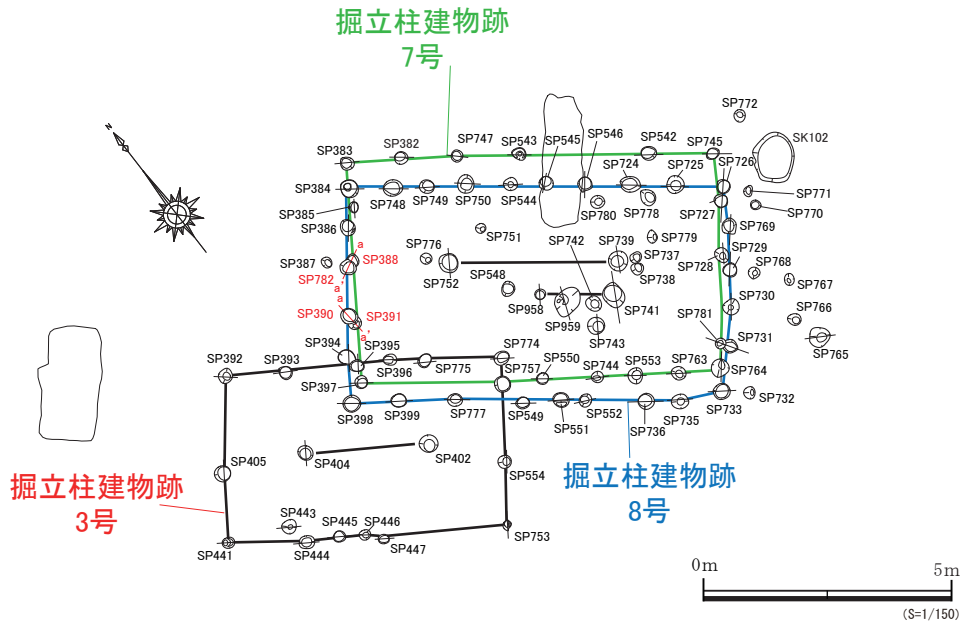 掘立柱建物跡
7号
SP772
SP383
SP382
SP747
SP543
SP545
SP546
SP542
SP745
SK102
SP384
SP748
SP749
SP750
SP544
SP724
SP725
SP726
SP771
SP770
SP385
SP386
SP780
SP778
SP727
SP769
SP751
SP742
SP739
SP779
SP729
a
SP387
SP388
SP776
SP737
SP728
SP768
SP782
SP752
SP548
SP738
SP767
a'
a
SP390
SP391
SP958
SP741
SP730
SP766
a'
SP959
SP743
SP781
SP731
SP765
SP394
SP395
SP774
SP392
SP393
SP396
SP775
SP757
SP550
SP744
SP553
SP763
SP764
SP397
SP398
SP399
SP777
SP549
SP551
SP552
SP736
SP735
SP733
SP732
SP405
SP404
SP402
SP554
掘立柱建物跡
3号
掘立柱建物跡
8号
SP443
SP445
SP446
SP441
SP444
SP447
SP753
0m
5m
(S=1/150)